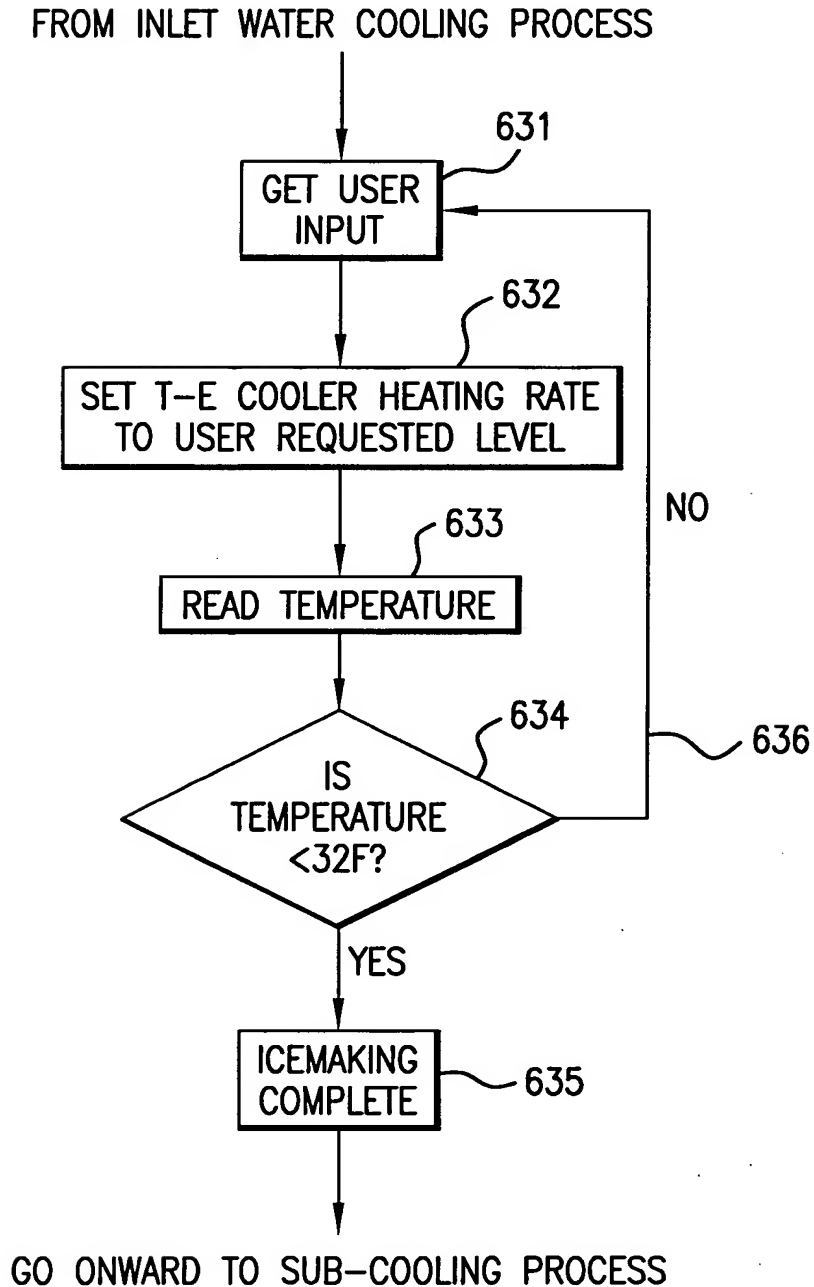 FROM INLET WATER COOLING PROCESS
631
GET USER
INPUT
632
SET T-E COOLER HEATING RATE
TO USER REQUESTED LEVEL
633
READ TEMPERATURE
NO
634
636
IS
TEMPERATURE
<32F?
YES
ICEMAKING
COMPLETE
635
GO ONWARD TO SUB-COOLING PROCESS